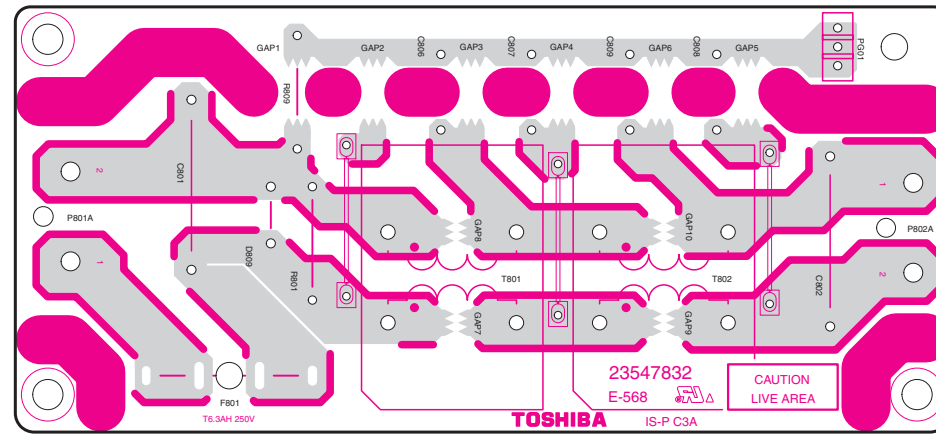 GAP1
GAP2
C806
GAP3
C807
GAP4
C809
GAP6
C808
GAP5
PG01
R809
2
C801
1
P801A
P802A
GAP8
GAP10
1
D809
R801
T801
T802
C802
2
GAP7
GAP9
F801
T6.3AH 250V
23547832
E-568
CAUTION
LIVE AREA
TOSHIBA
IS-P C3A